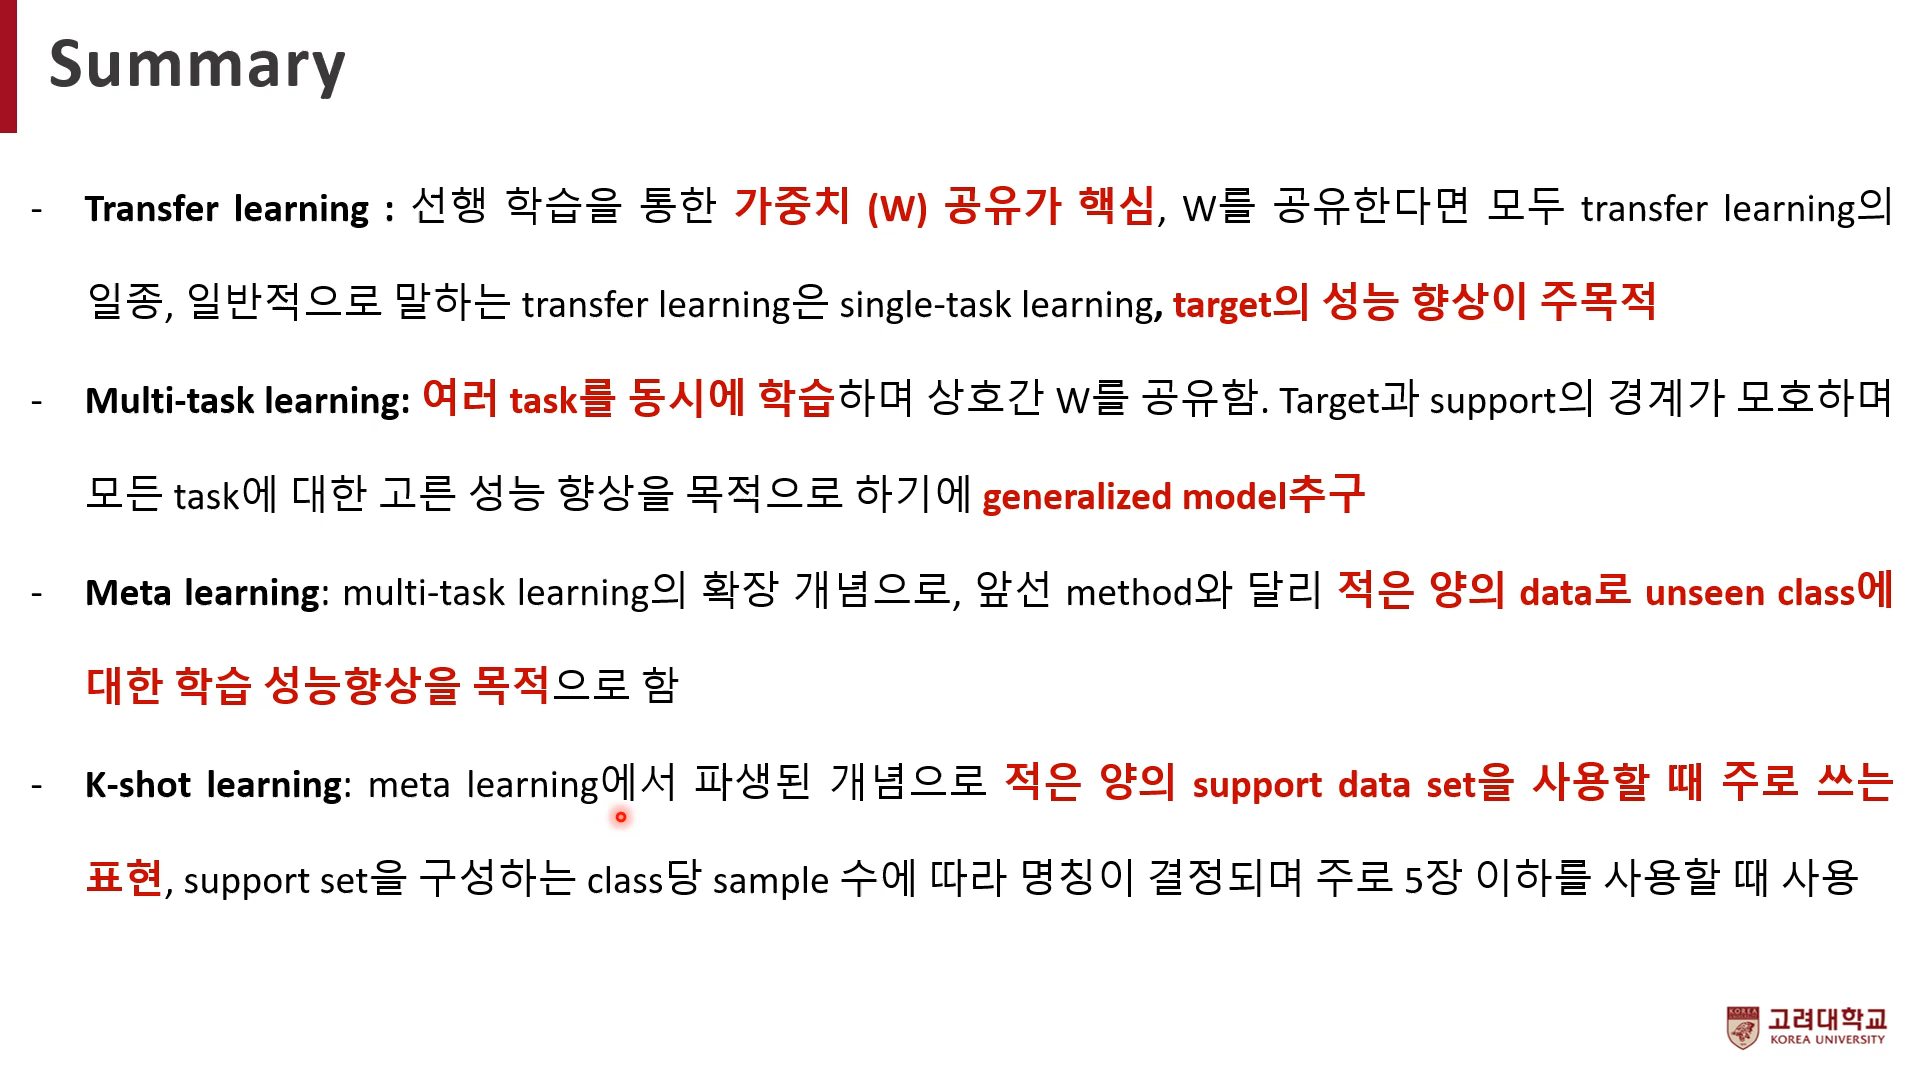 Summary
- Transfer learning : 선행 학습을 통한 가중치 (W) 공유가 핵심, W를 공유한다면 모두 transfer learning의
일종, 일반적으로 말하는 transfer learning은 single-task learning, target의 성능 향상이 주목적
- Multi-task learning: 여러 task를 동시에 학습하며 상호간 W를 공유함. Target과 support의 경계가 모호하며
모든 task에 대한 고른 성능 향상을 목적으로 하기에 generalized model추구
- Meta learning: multi-task learning의 확장 개념으로, 앞선 method와 달리 적은 양의 data로 unseen class에
대한 학습 성능향상을 목적으로 함
- K-shot learning: meta learning에서 파생된 개념으로 적은 양의 support data set을 사용할 때 주로 쓰는
표현, support set을 구성하는 class당 sample 수에 따라 명칭이 결정되며 주로 5장 이하를 사용할 때 사용
KOREA
고려대학교
KOREA UNIVERSITY